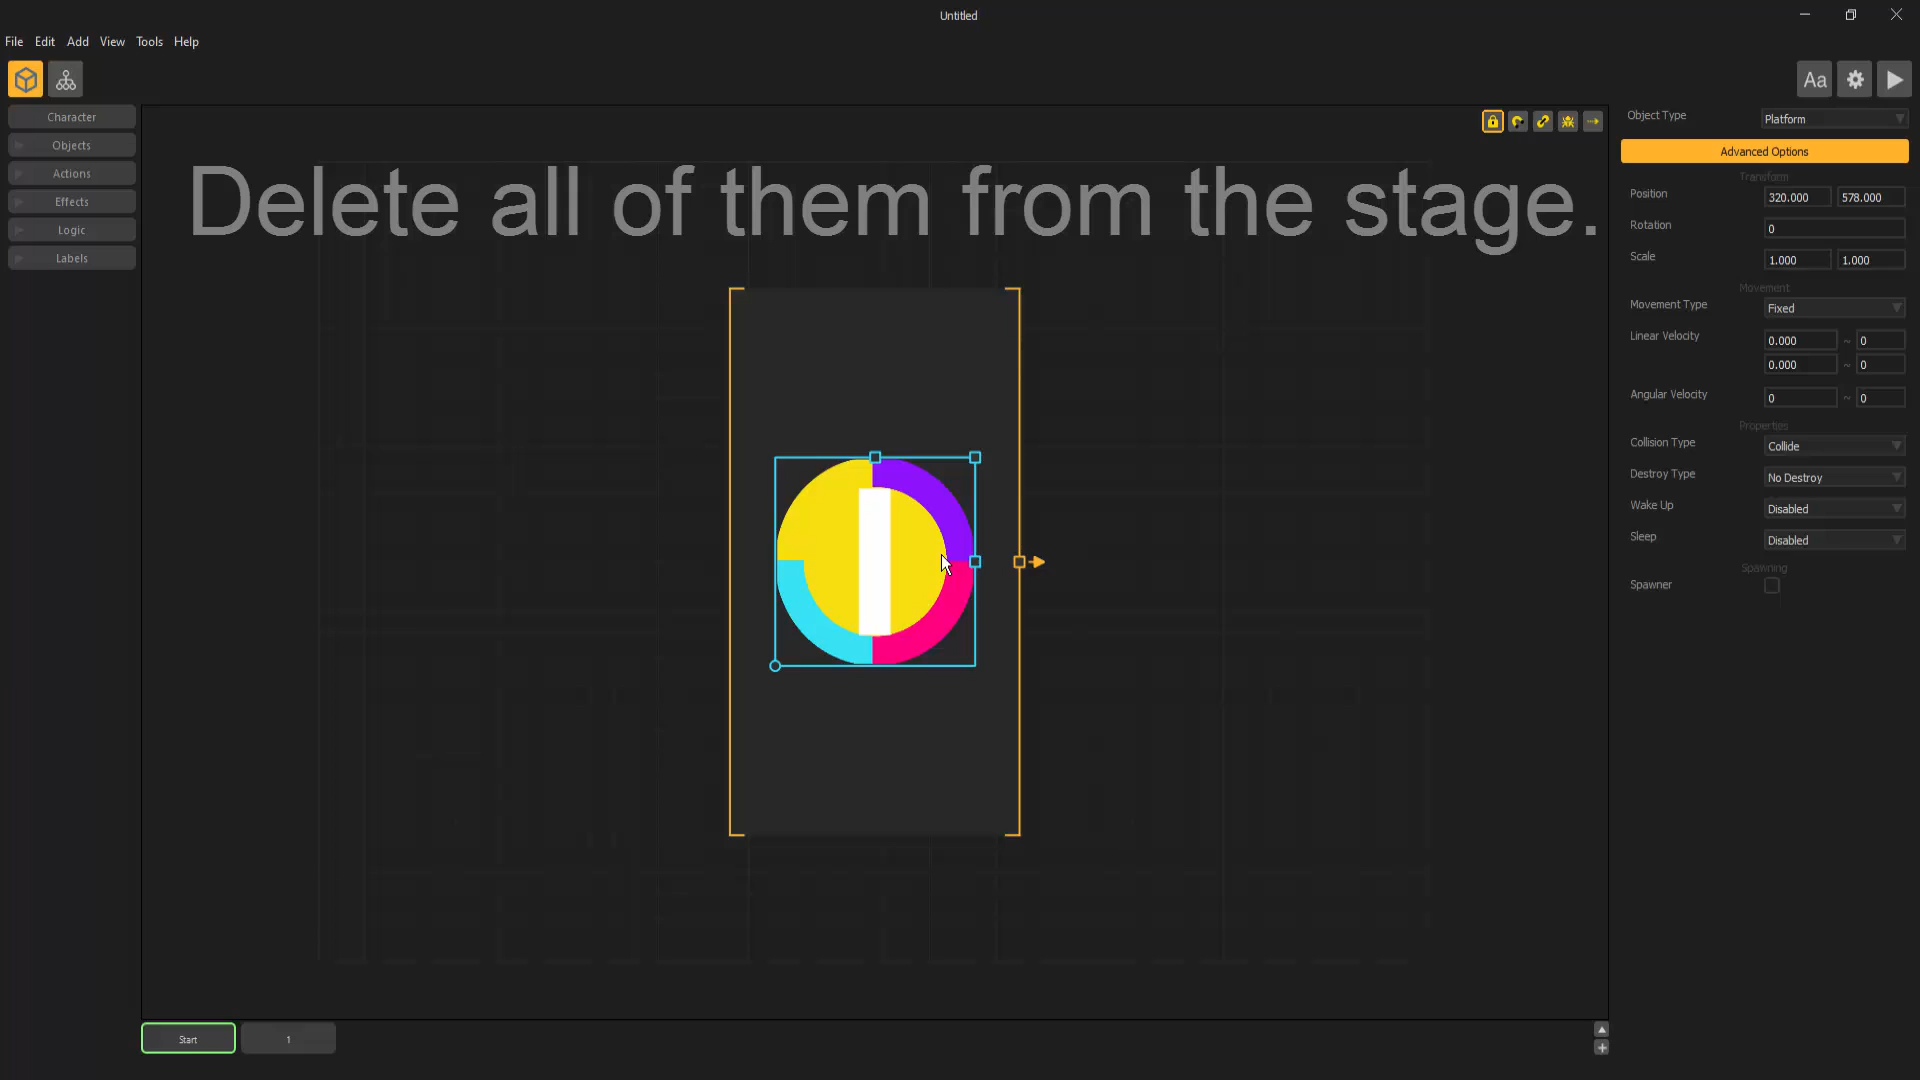 Untitled
File Edit Add View Tools Help
Aa
Character
Objects
Actions
Effects
Logic
Labels
Delete all of them from the stage.
Object Type Platform
Advanced Options
Transform
Position 320.000 578.000
Rotation 0
Scale 1.000 1.000
Movement
Movement Type Fixed
Linear Velocity 0.000 ~ 0
0.000 ~ 0
Angular Velocity 0 ~ 0
Properties
Collision Type Collide
Destroy Type No Destroy
Wake Up Disabled
Sleep Disabled
Spawning
Spawner
Start 1